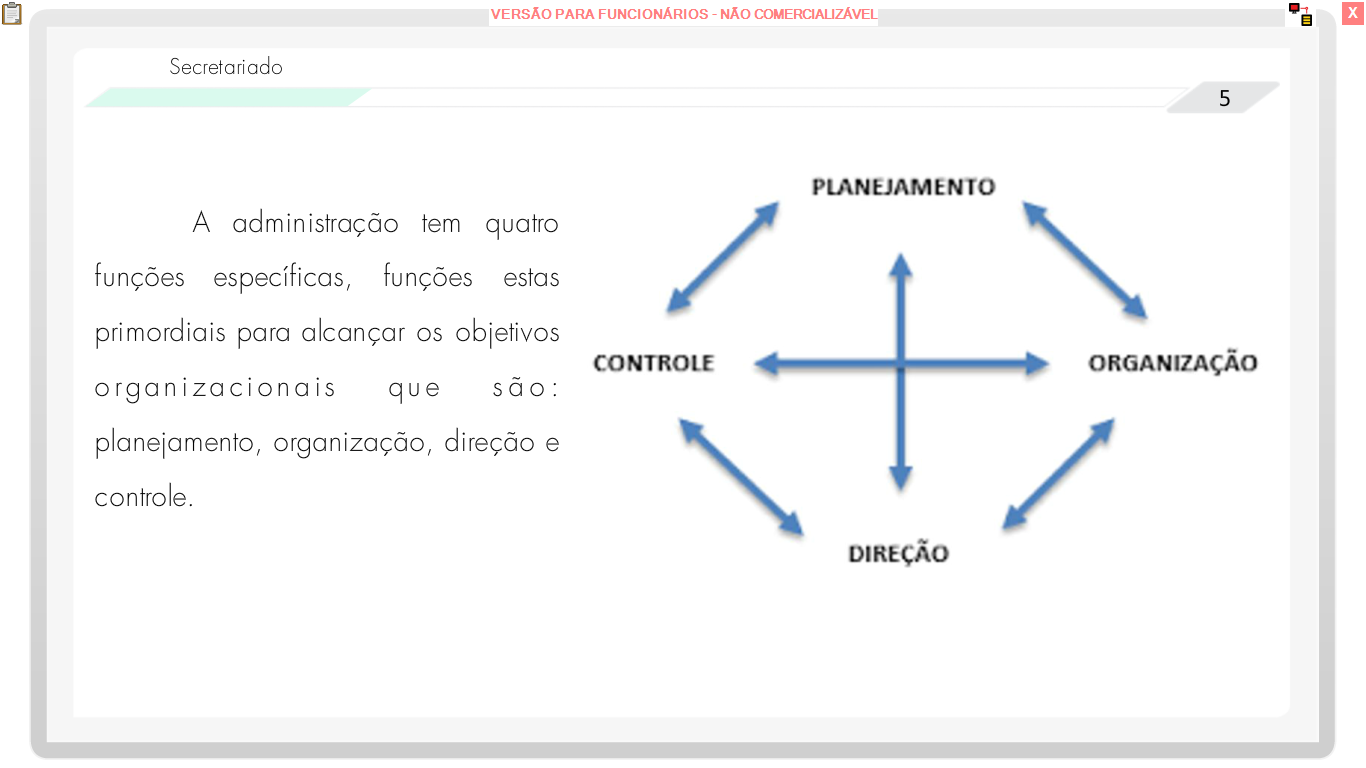 VERSÃO PARA FUNCIONÁRIOS - NÃO COMERCIALIZÁVEL
X
Secretariado
5
A administração tem quatro
funções específicas, funções estas
primordiais para alcançar os objetivos
organizacionais que são:
planejamento, organização, direção e
controle.
PLANEJAMENTO
CONTROLE
ORGANIZAÇÃO
DIREÇÃO